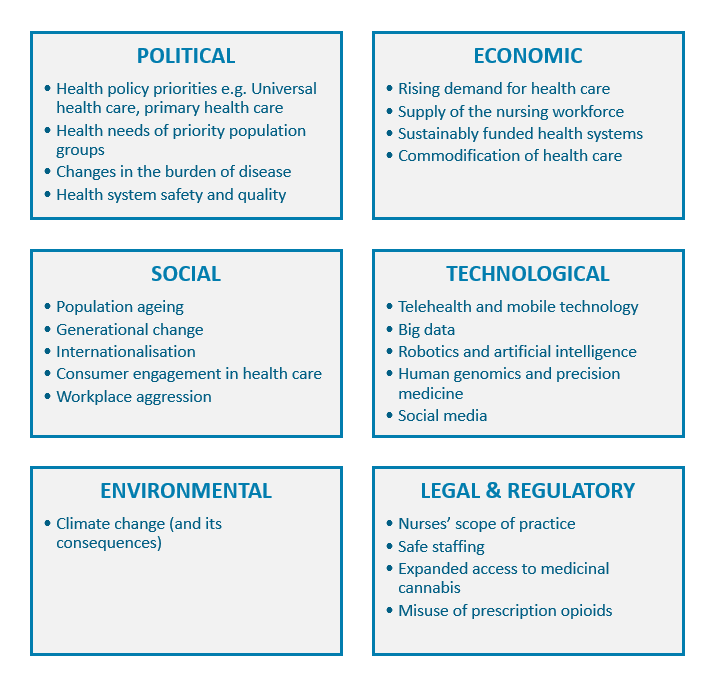 POLITICAL
• Health policy priorities e.g. Universal
health care, primary health care
• Health needs of priority population
groups
• Changes in the burden of disease
• Health system safety and quality
ECONOMIC
• Rising demand for health care
• Supply of the nursing workforce
• Sustainably funded health systems
• Commodification of health care
SOCIAL
• Population ageing
• Generational change
• Internationalisation
• Consumer engagement in health care
• Workplace aggression
TECHNOLOGICAL
• Telehealth and mobile technology
• Big data
• Robotics and artificial intelligence
• Human genomics and precision
medicine
• Social media
ENVIRONMENTAL
• Climate change (and its
consequences)
LEGAL & REGULATORY
• Nurses’ scope of practice
• Safe staffing
• Expanded access to medicinal
cannabis
• Misuse of prescription opioids